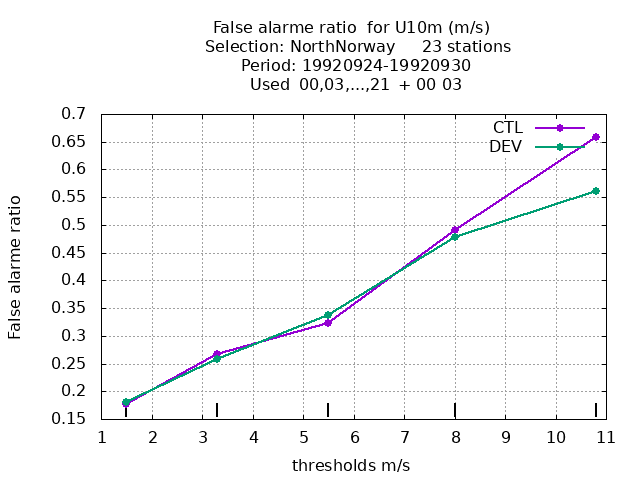 False alarme ratio  for U10m (m/s)
Selection: NorthNorway     23 stations
Period: 19920924-19920930
Used  00,03,...,21  + 00 03
0.7
0.65
0.6
0.55
0.5
0.45
0.4
0.35
0.3
0.25
0.2
0.15
False alarme ratio
CTL
DEV
1 2 3 4 5 6 7 8 9 10 11
thresholds m/s